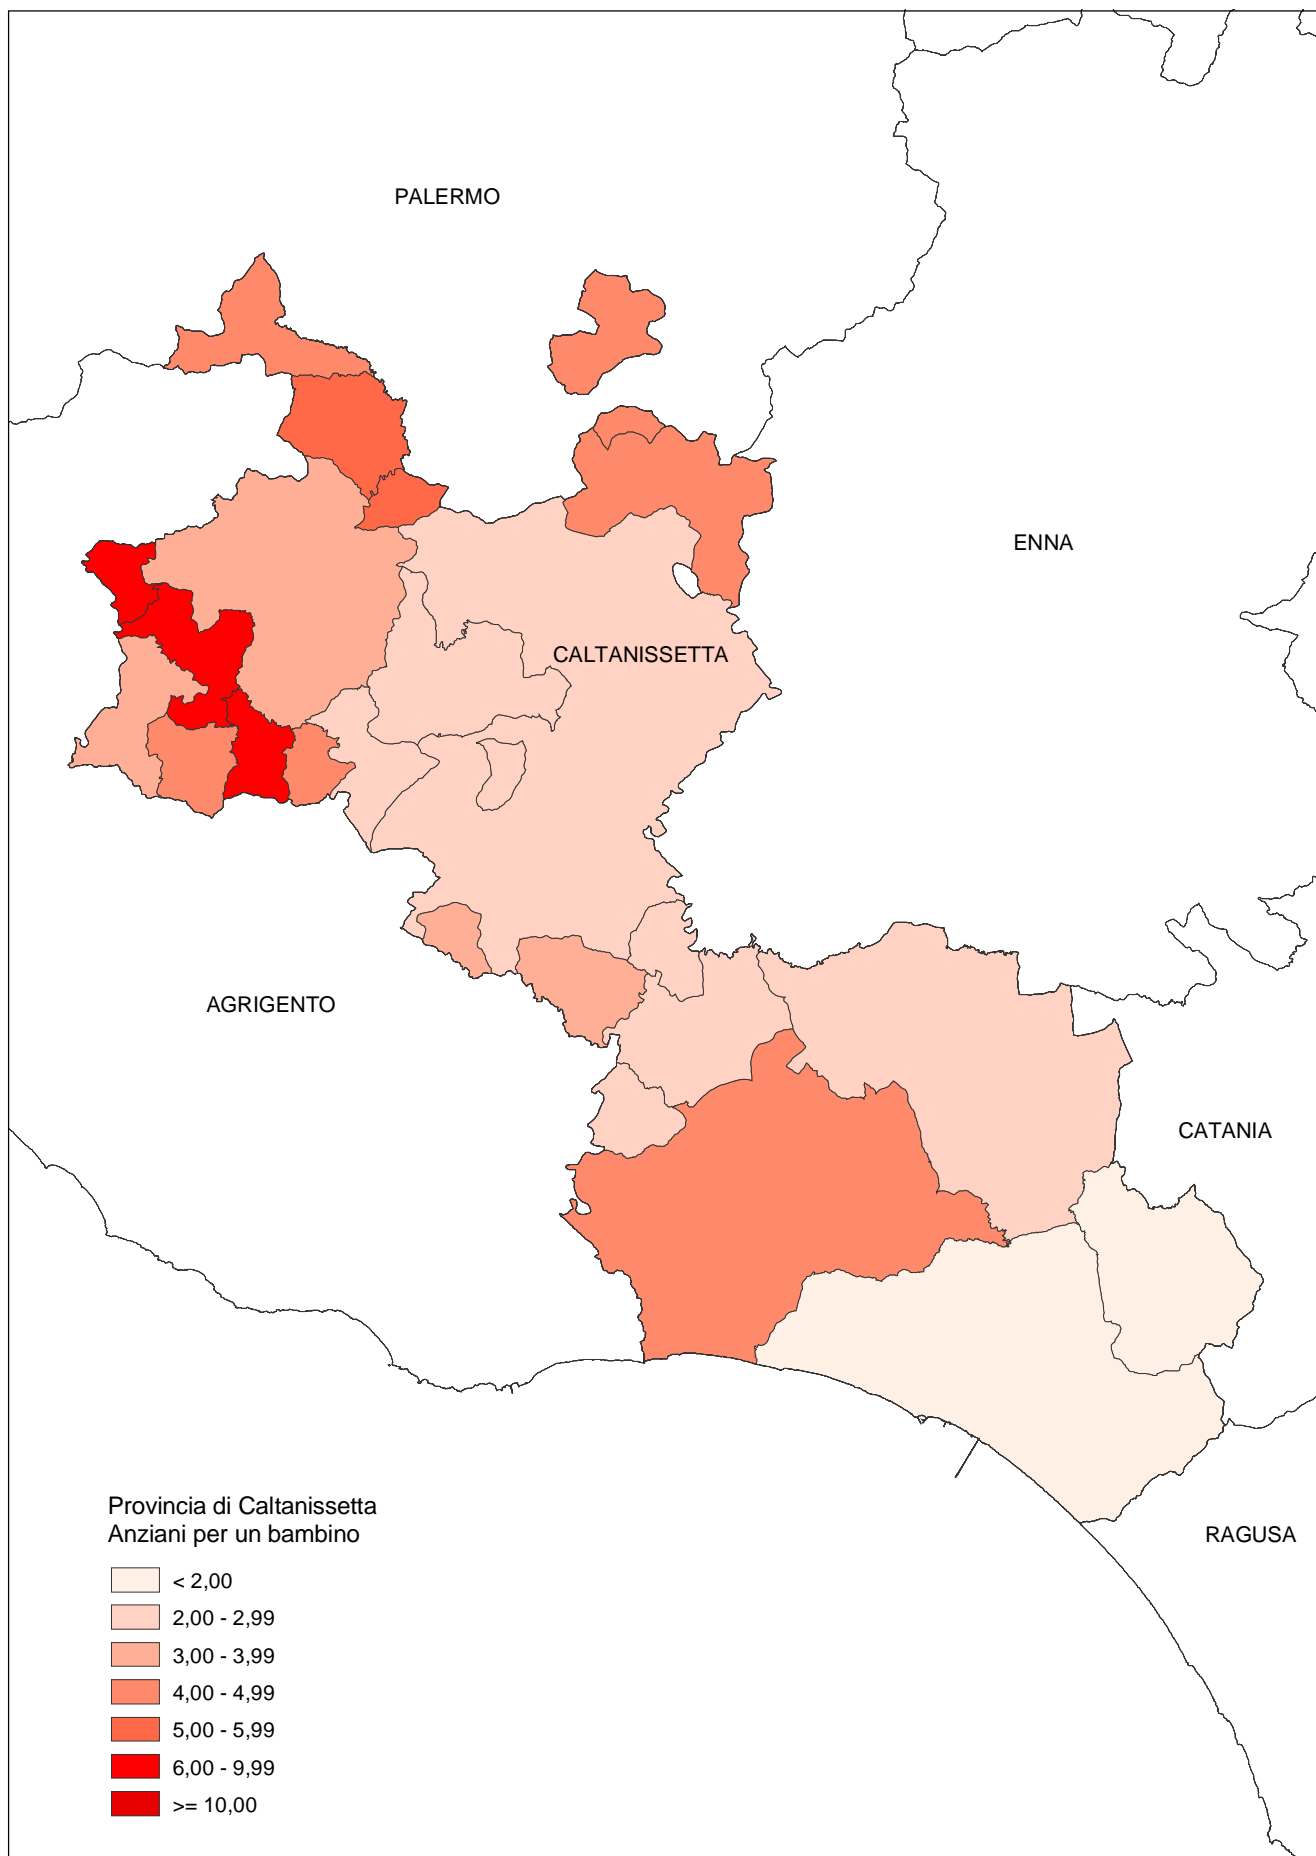 PALERMO
ENNA
CALTANISSETTA
AGRIGENTO
CATANIA
Provincia di Caltanissetta
Anziani per un bambino
RAGUSA
< 2,00
2,00 - 2,99
3,00 - 3,99
4,00 - 4,99
5,00 - 5,99
6,00 - 9,99
>= 10,00